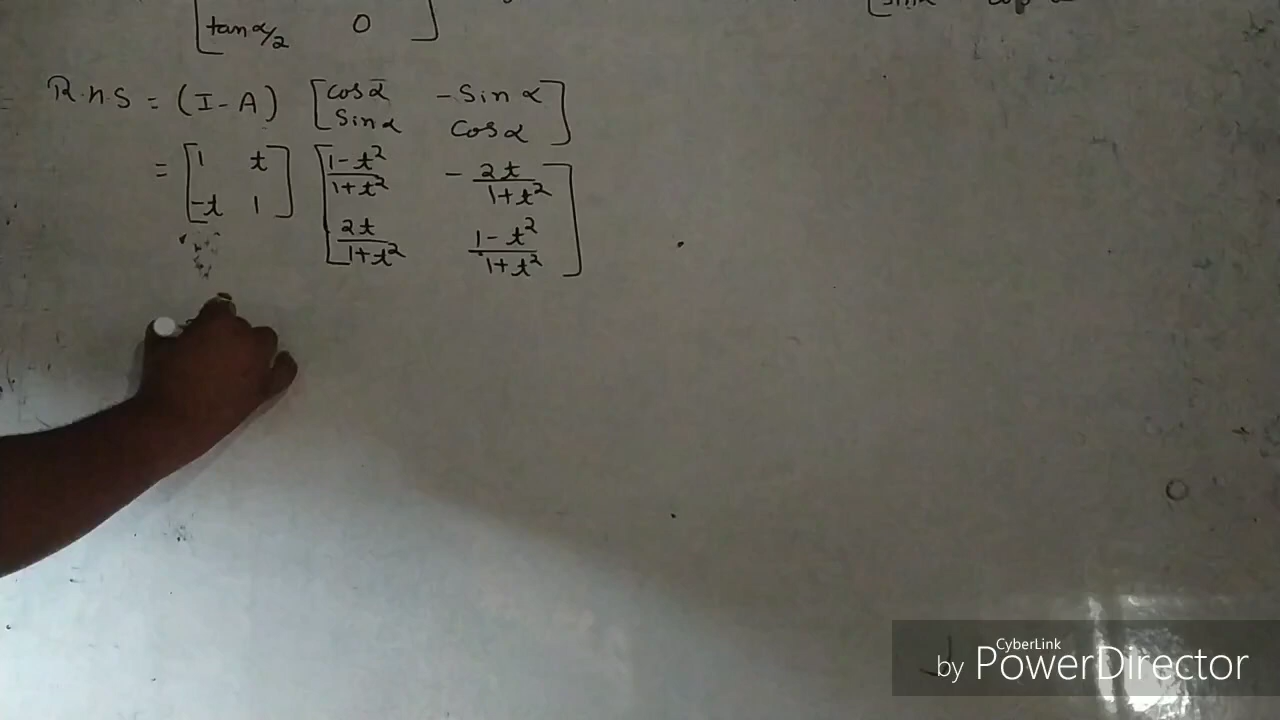 tan α/2 0
R.H.S = (I - A) [cos α - Sin α
Sin α cos α]
= [1 t
-t 1] [1-t²/1+t² - 2t/1+t²
2t/1+t² 1-t²/1+t²]
CyberLink
by PowerDirector